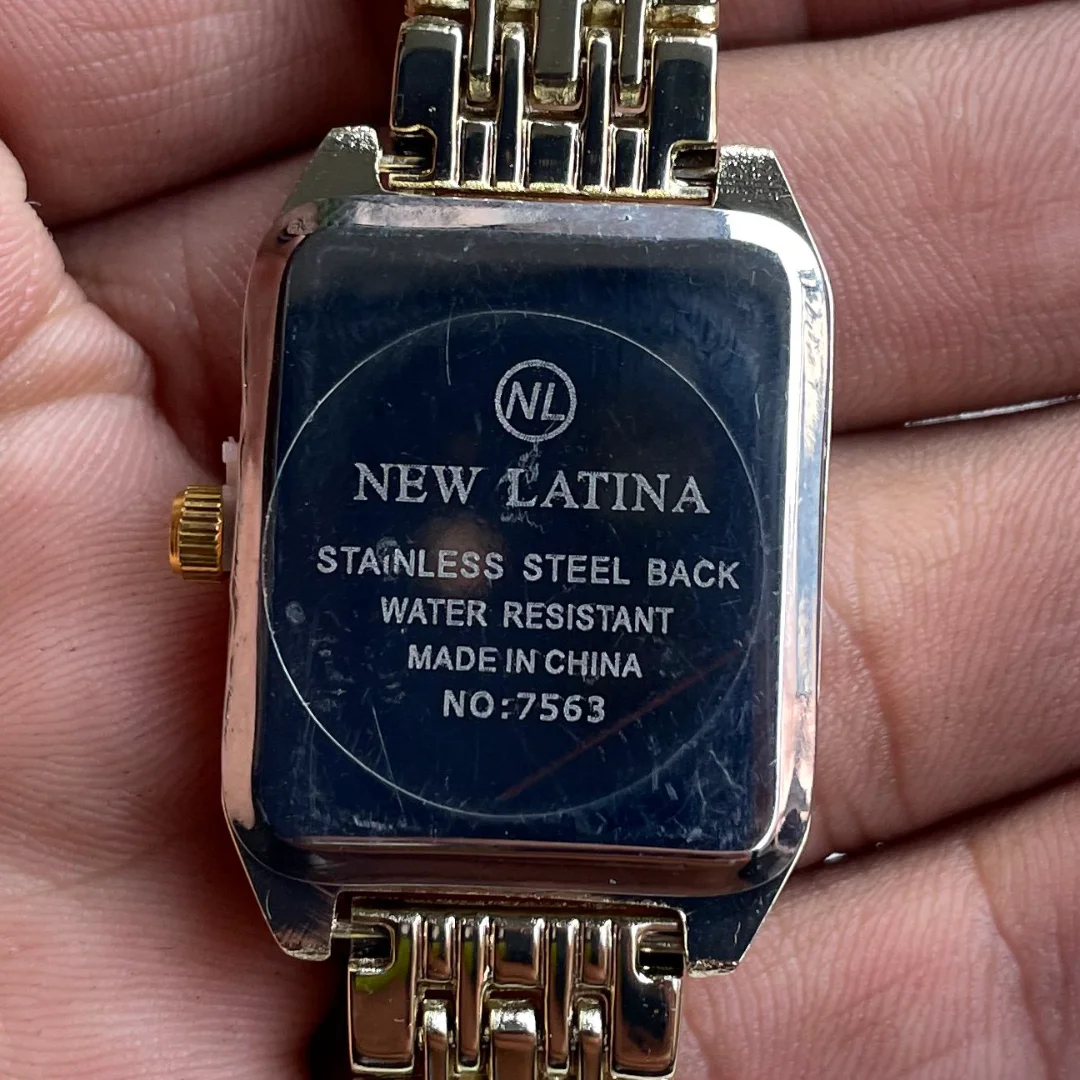 NL
NEW LATINA
STAINLESS STEEL BACK
WATER RESISTANT
MADE IN CHINA
NO:7563